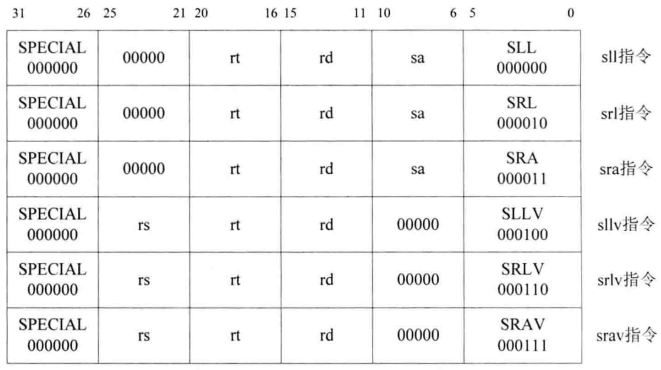 31 26 25 21 20 16 15 11 10 6 5 0
SPECIAL 000000 00000 rt rd sa SLL 000000 sll指令
SPECIAL 000000 00000 rt rd sa SRL 000010 srl指令
SPECIAL 000000 00000 rt rd sa SRA 000011 sra指令
SPECIAL 000000 rs rt rd 00000 SLLV 000100 sllv指令
SPECIAL 000000 rs rt rd 00000 SRLV 000110 srlv指令
SPECIAL 000000 rs rt rd 00000 SRAV 000111 srav指令